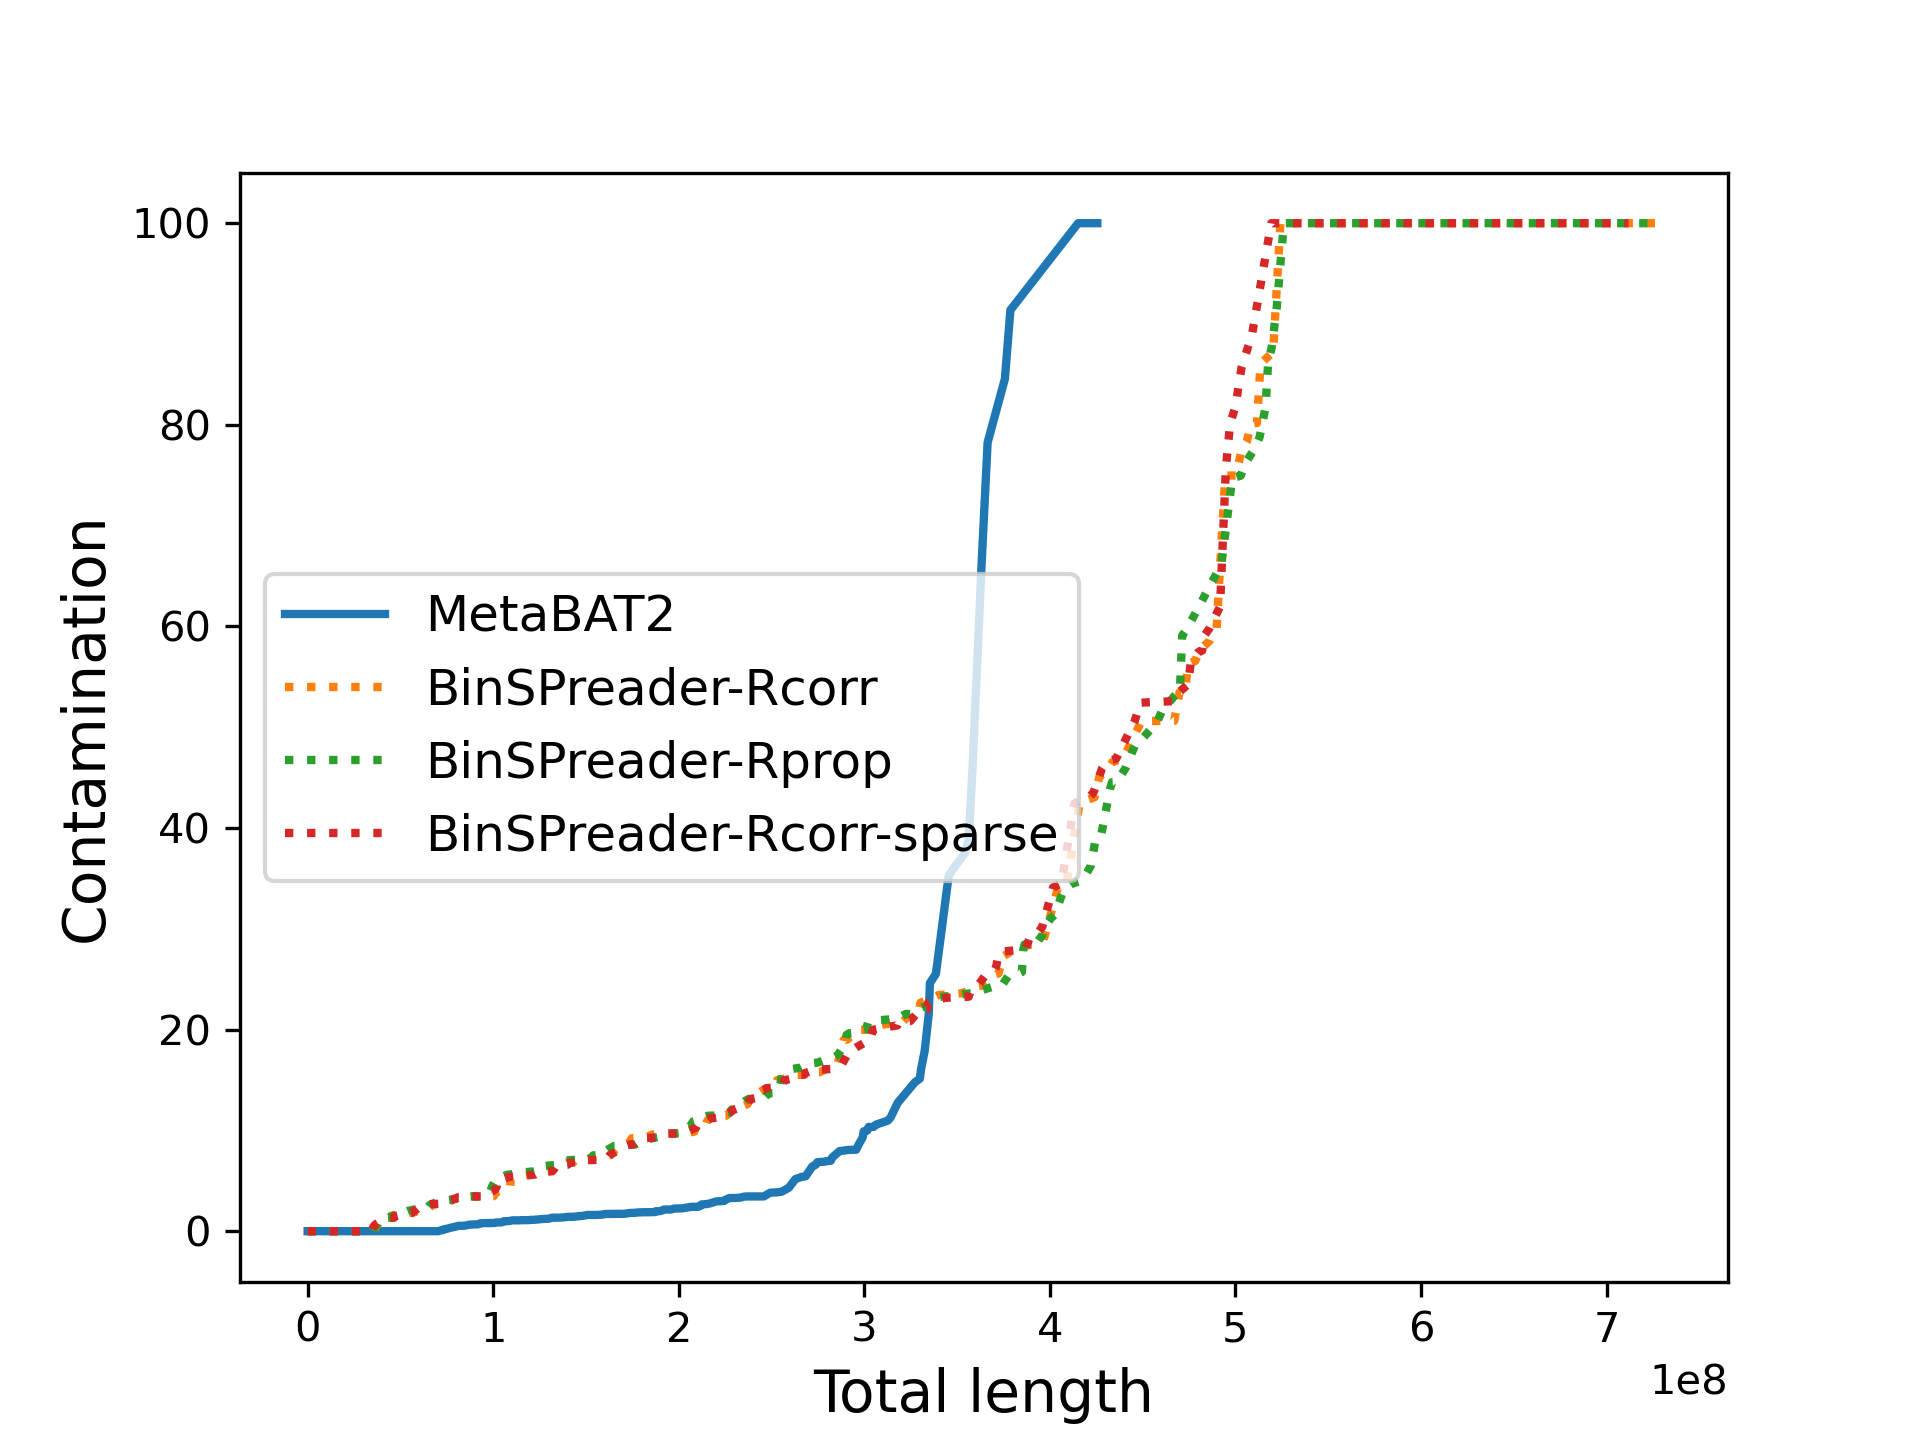 100
80
60
40
20
0
Contamination
MetaBAT2
BinSPreader-Rcorr
BinSPreader-Rprop
BinSPreader-Rcorr-sparse
0 1 2 3 4 5 6 7
1e8
Total length